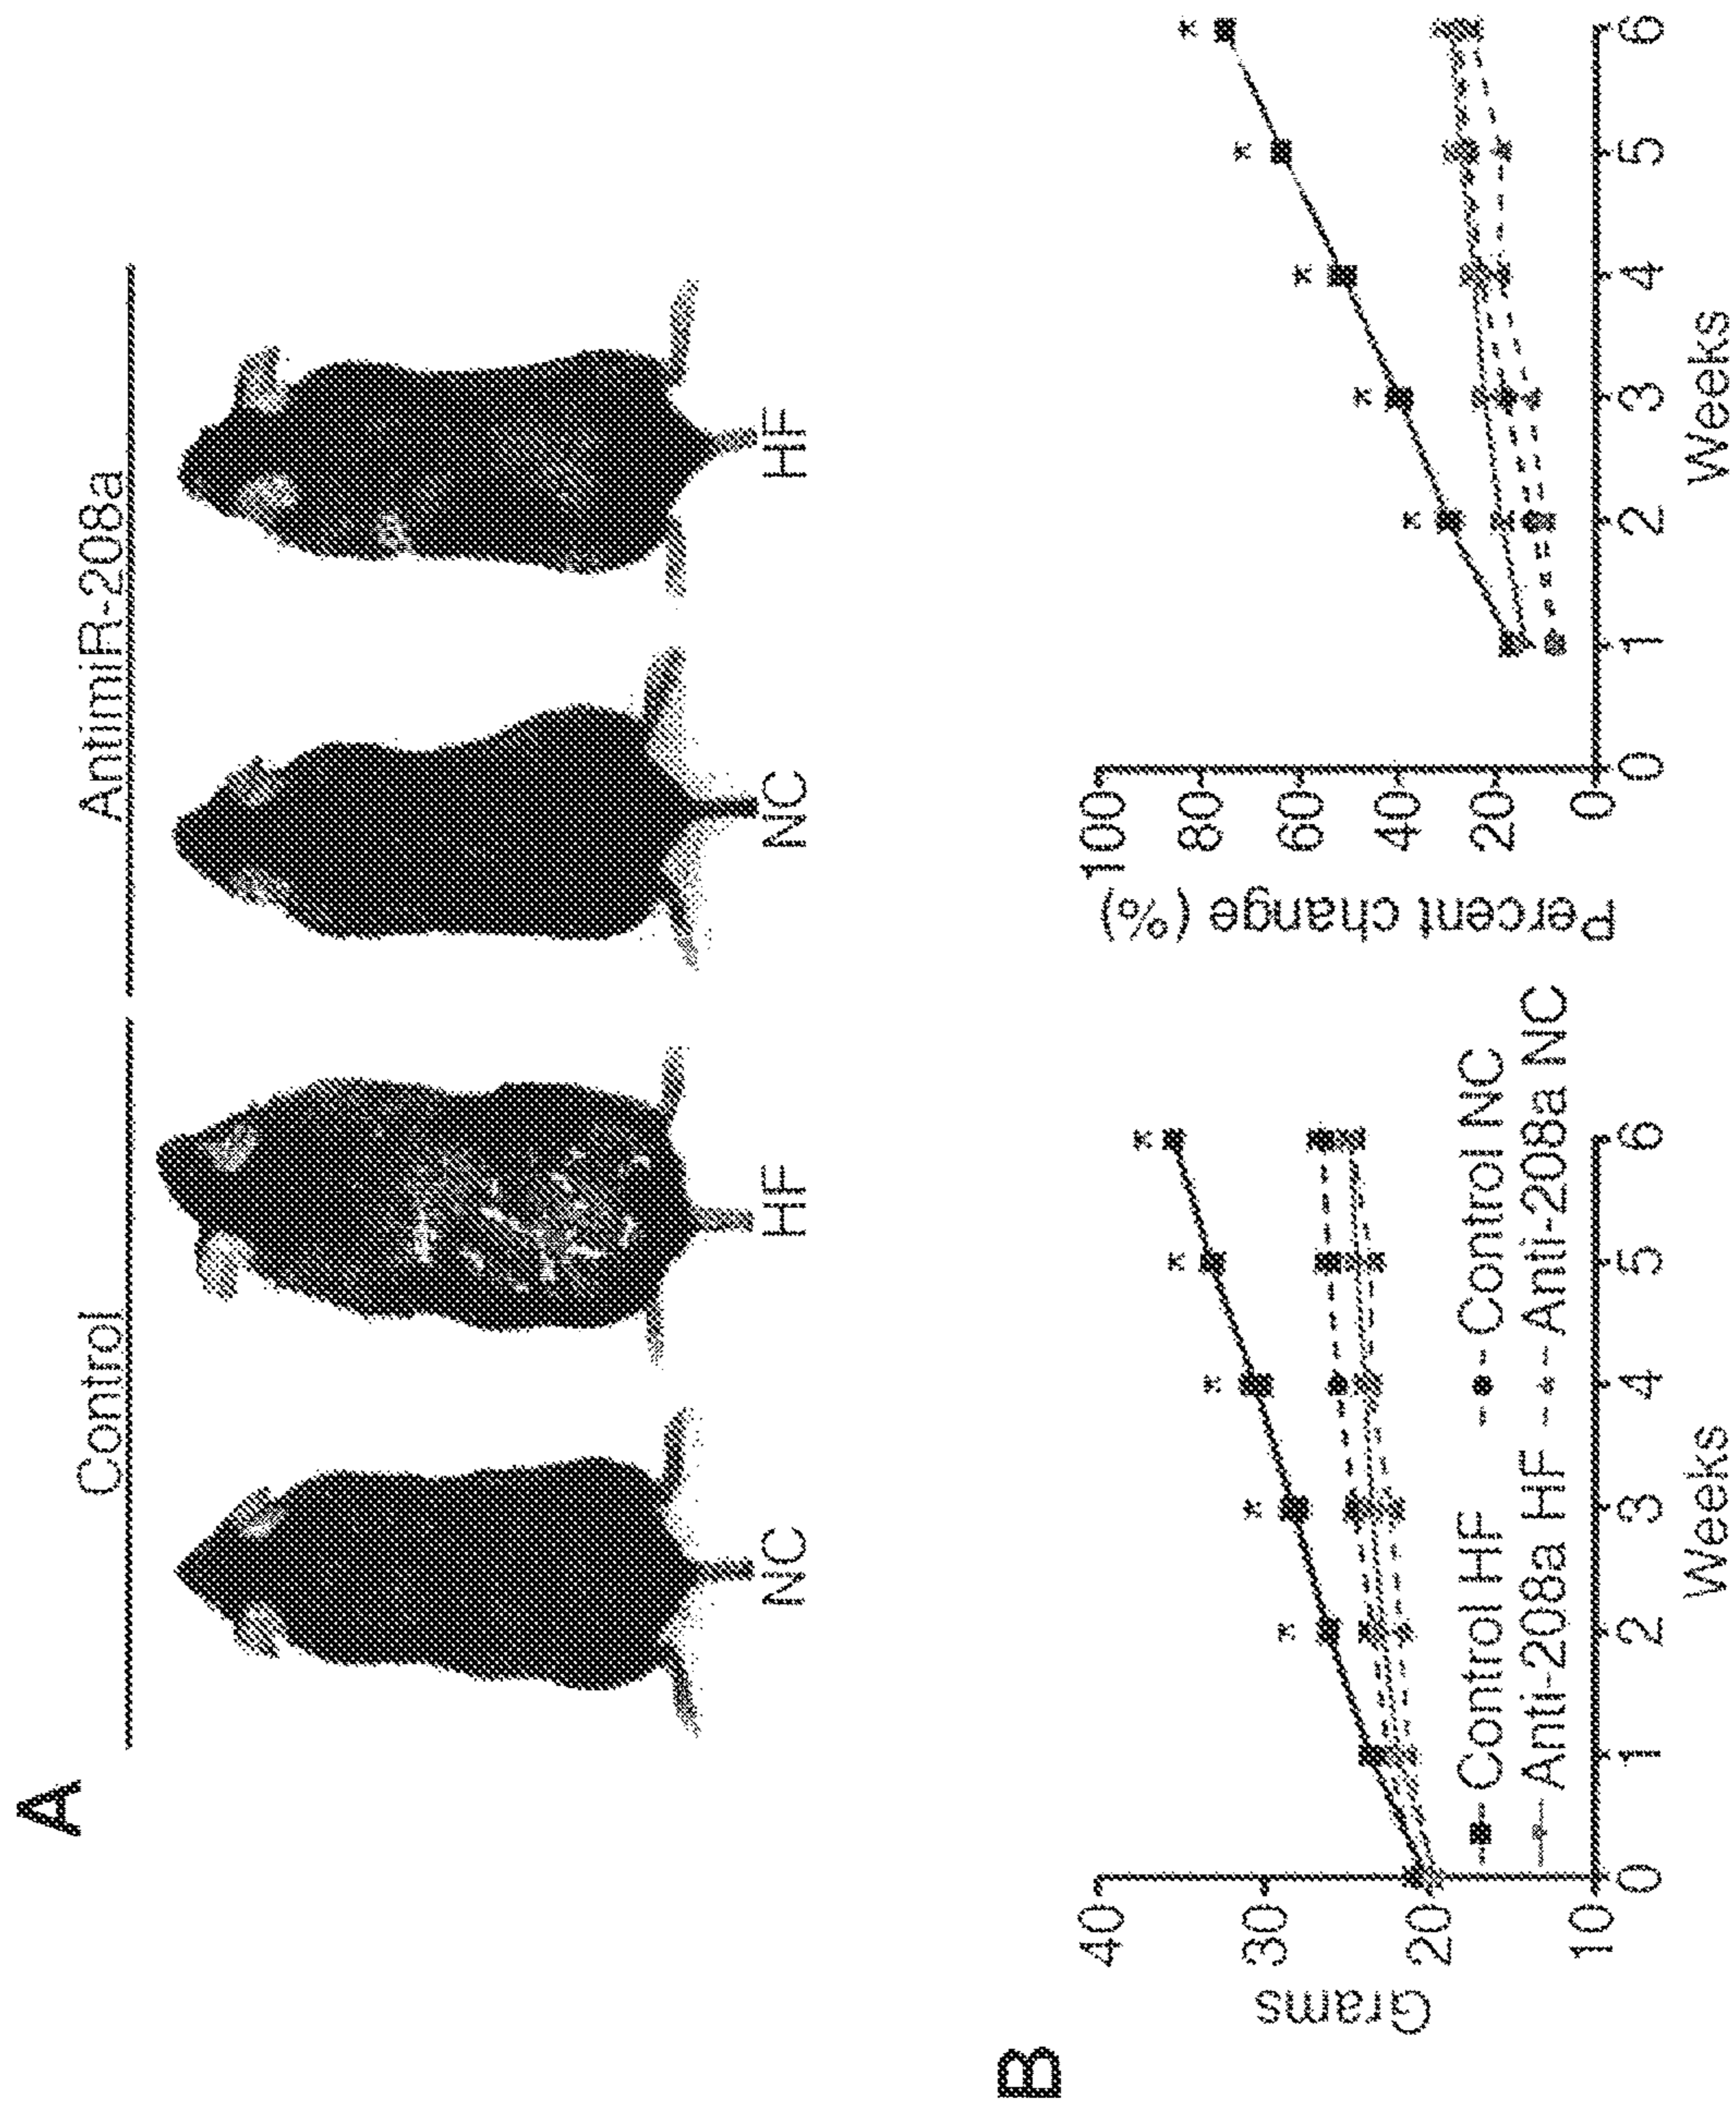 A
Control
AntimiR-208a
NC
HF
NC
HF
B
Grams
40
30
20
10
0
1
2
3
4
5
6
Weeks
Control HF
Control NC
Anti-208a HF
Anti-208a NC
*
*
*
*
*
Percent change (%)
100
80
60
40
20
0
0
1
2
3
4
5
6
Weeks
*
*
*
*
*